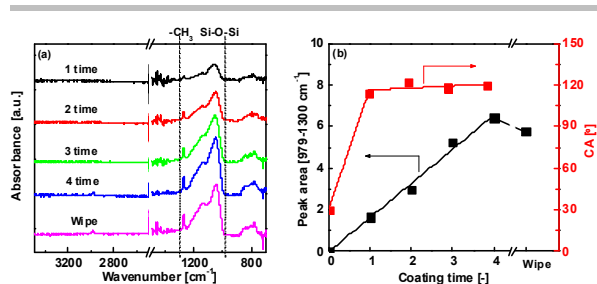 -CH3 Si-O-Si
(a)
1 time
2 time
3 time
4 time
Wipe
Absorbance [a.u.]
3200 2800 1200 800
Wavenumber [cm-1]
(b)
10
8
6
4
2
0
Peak area [979-1300 cm-1]
150
120
90
60
30
0
CA [º]
0 1 2 3 4 Wipe
Coating time [-]